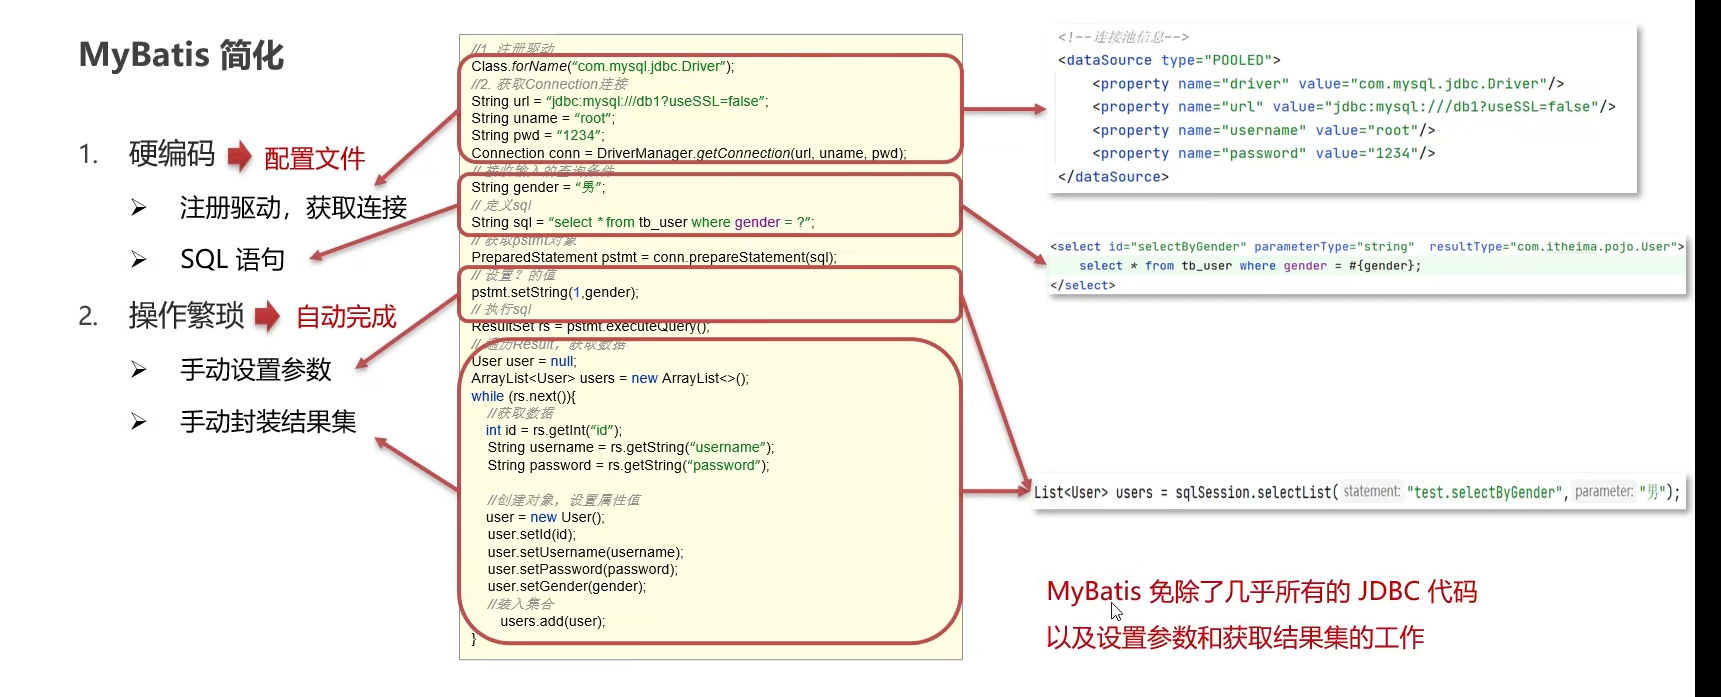 MyBatis 简化
1. 硬编码 配置文件
注册驱动，获取连接
SQL 语句
2. 操作繁琐 自动完成
手动设置参数
手动封装结果集
//1. 注册驱动
Class.forName(“com.mysql.jdbc.Driver”);
//2. 获取Connection连接
String url = “jdbc:mysql:///db1?useSSL=false”;
String uname = “root”;
String pwd = “1234”;
Connection conn = DriverManager.getConnection(url, uname, pwd);
// 接收输入的查询条件
String gender = “男”;
// 定义sql
String sql = “select * from tb_user where gender = ?”;
// 获取pstmt对象
PreparedStatement pstmt = conn.prepareStatement(sql);
// 设置？的值
pstmt.setString(1,gender);
// 执行sql
ResultSet rs = pstmt.executeQuery();
// 遍历Result，获取数据
User user = null;
ArrayList<User> users = new ArrayList<>();
while (rs.next()){
//获取数据
int id = rs.getInt(“id”);
String username = rs.getString(“username”);
String password = rs.getString(“password”);
//创建对象，设置属性值
user = new User();
user.setId(id);
user.setUsername(username);
user.setPassword(password);
user.setGender(gender);
//装入集合
users.add(user);
}
<!--连接池信息-->
<dataSource type="POOLED">
<property name="driver" value="com.mysql.jdbc.Driver"/>
<property name="url" value="jdbc:mysql:///db1?useSSL=false"/>
<property name="username" value="root"/>
<property name="password" value="1234"/>
</dataSource>
<select id="selectByGender" parameterType="string" resultType="com.itheima.pojo.User">
select * from tb_user where gender = #{gender};
</select>
List<User> users = sqlSession.selectList( statement: "test.selectByGender", parameter: "男");
MyBatis 免除了几乎所有的 JDBC 代码
以及设置参数和获取结果集的工作